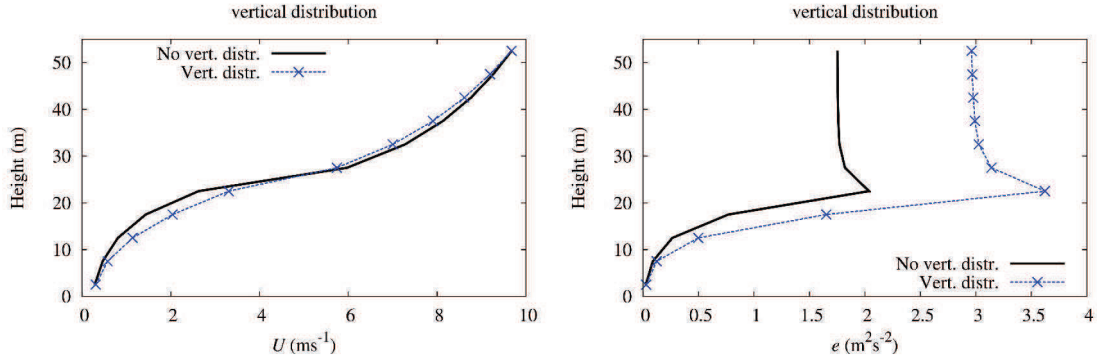 vertical distribution
50
40
30
20
10
0
Height (m)
No vert. distr.
Vert. distr.
0 2 4 6 8 10
U (ms⁻¹)
vertical distribution
50
40
30
20
10
0
Height (m)
No vert. distr.
Vert. distr.
0 0.5 1 1.5 2 2.5 3 3.5 4
e (m²s⁻²)